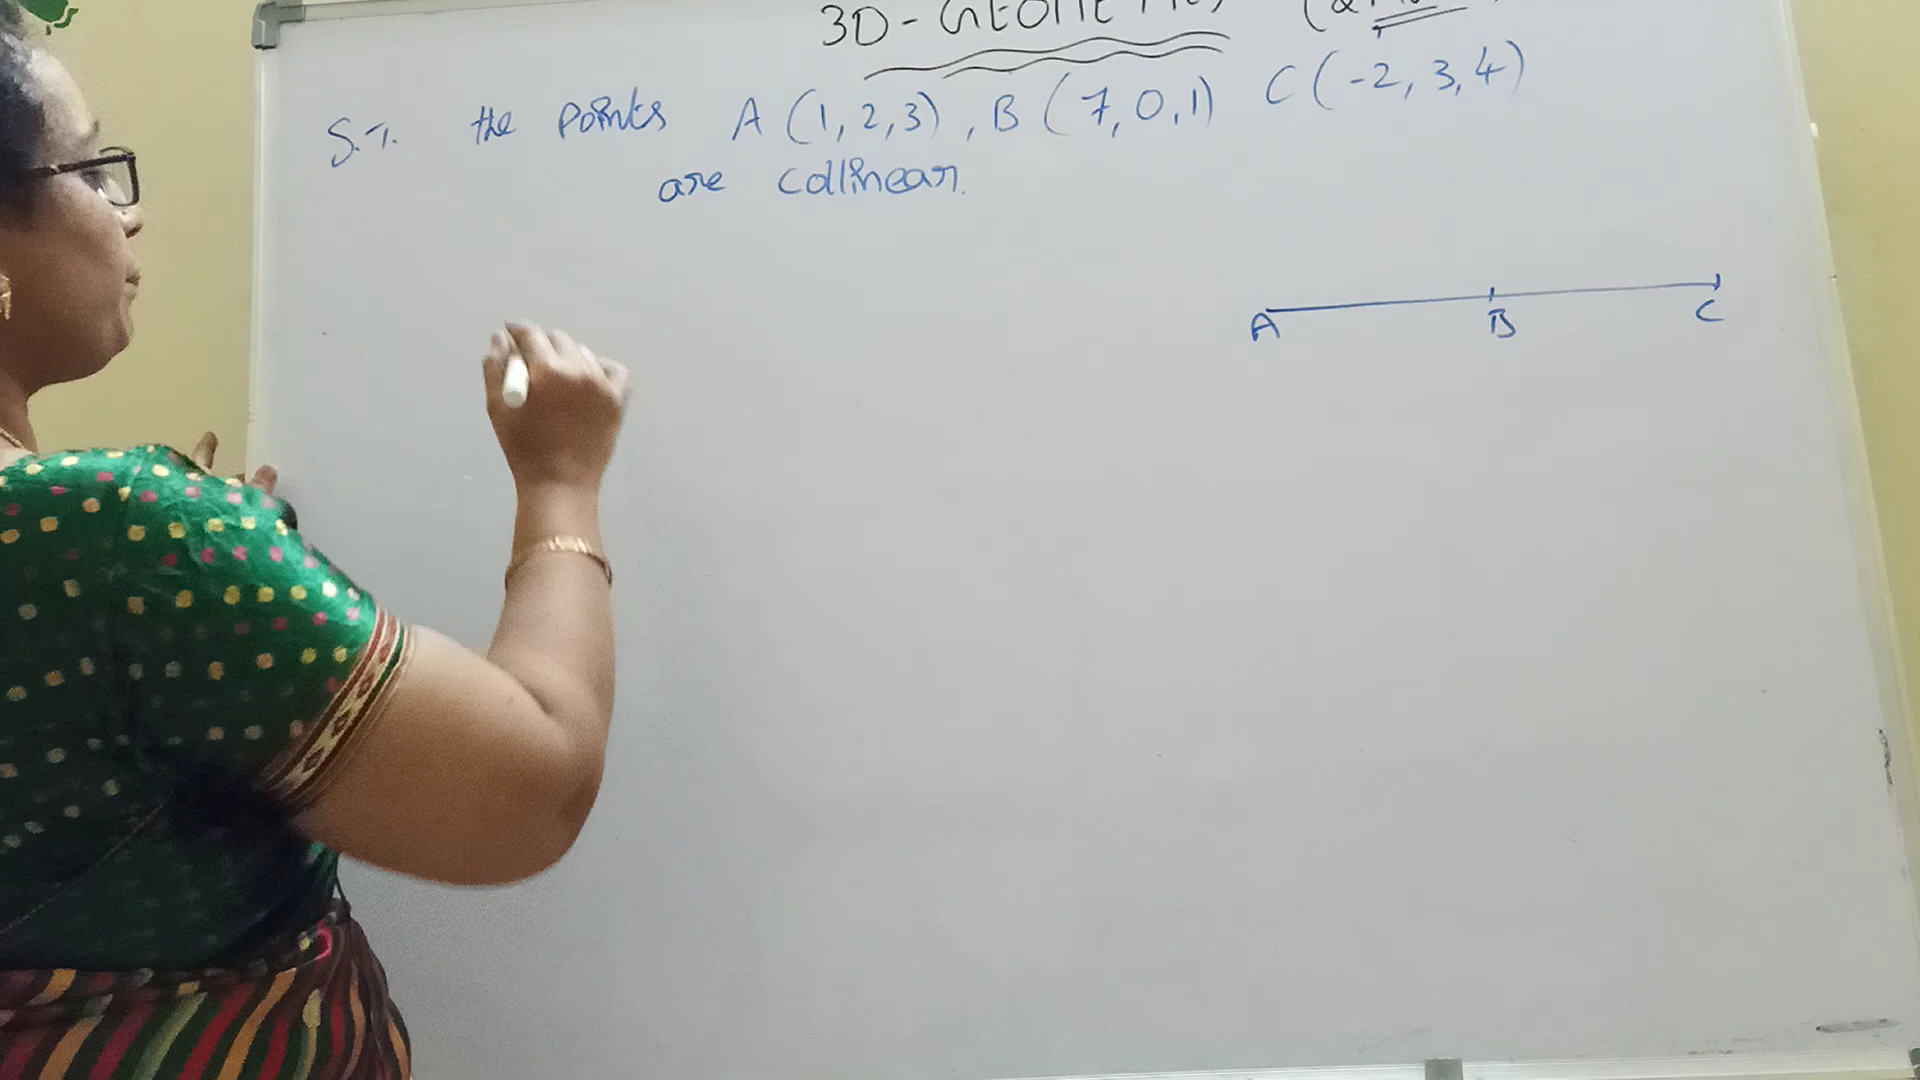 3D-GEOMETRY
S.T. the points A (1,2,3), B (7,0,1) C (-2,3,4)
are collinear.
A B C